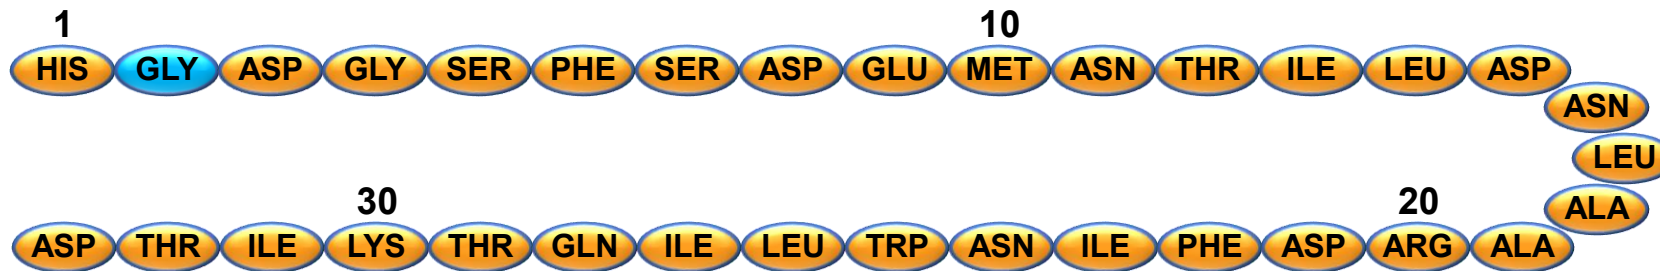 1 10
HIS GLY ASP GLY SER PHE SER ASP GLU MET ASN THR ILE LEU ASP
ASN
LEU
ALA
30 20
ASP THR ILE LYS THR GLN ILE LEU TRP ASN ILE PHE ASP ARG ALA